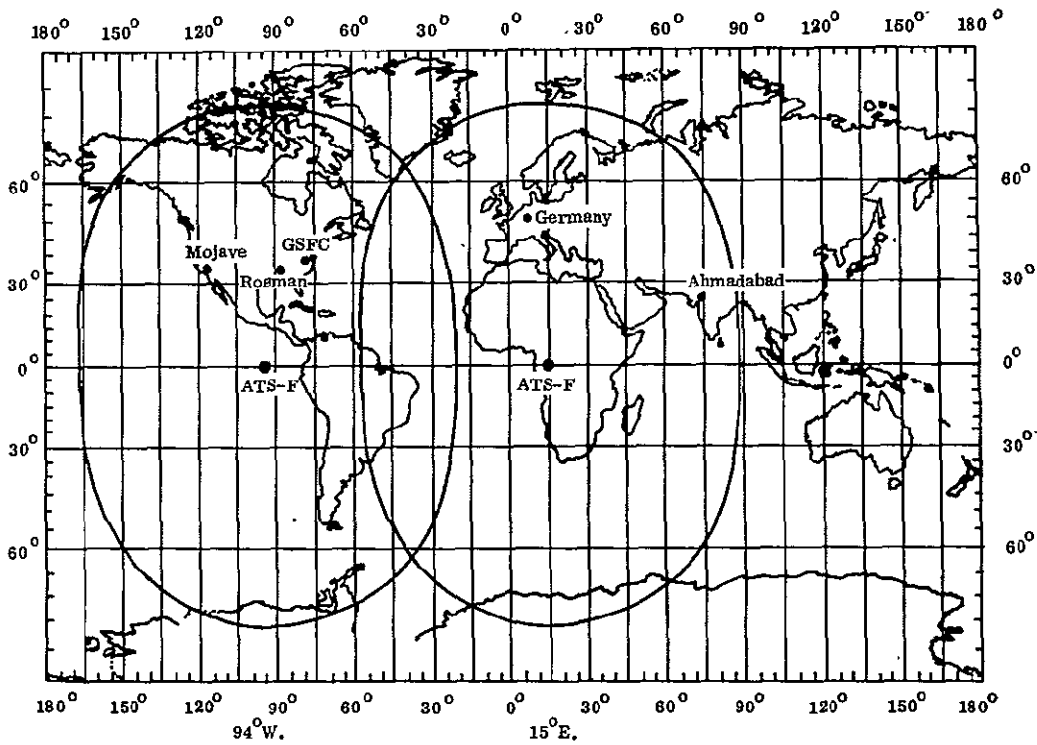 180° 150° 120° 90° 60° 30° 0° 30° 60° 90° 120° 150° 180°
60° 60°
Germany
GSFC
Mojave
30° Rosman Ahmadabad 30°
0° 0°
ATS-F ATS-F
30° 30°
60° 60°
180° 150° 120° 90° 60° 30° 0° 30° 60° 90° 120° 150° 180°
94°W. 15°E.